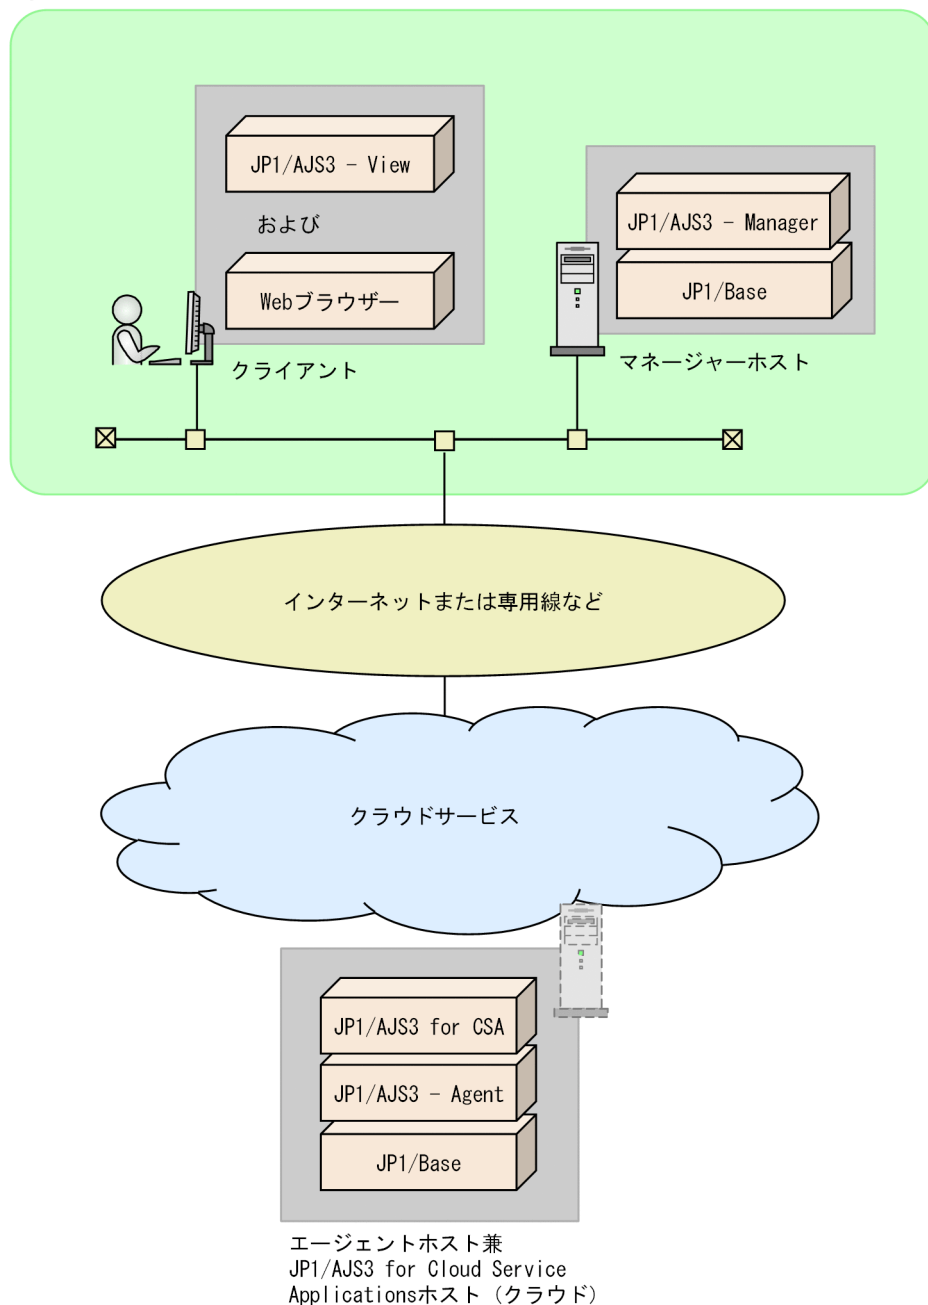 JP1/AJS3 − View
および
Webブラウザー
クライアント
JP1/AJS3 − Manager
JP1/Base
マネージャーホスト
インターネットまたは専用線など
クラウドサービス
JP1/AJS3 for CSA
JP1/AJS3 − Agent
JP1/Base
エージェントホスト兼
JP1/AJS3 for Cloud Service
Applicationsホスト（クラウド）